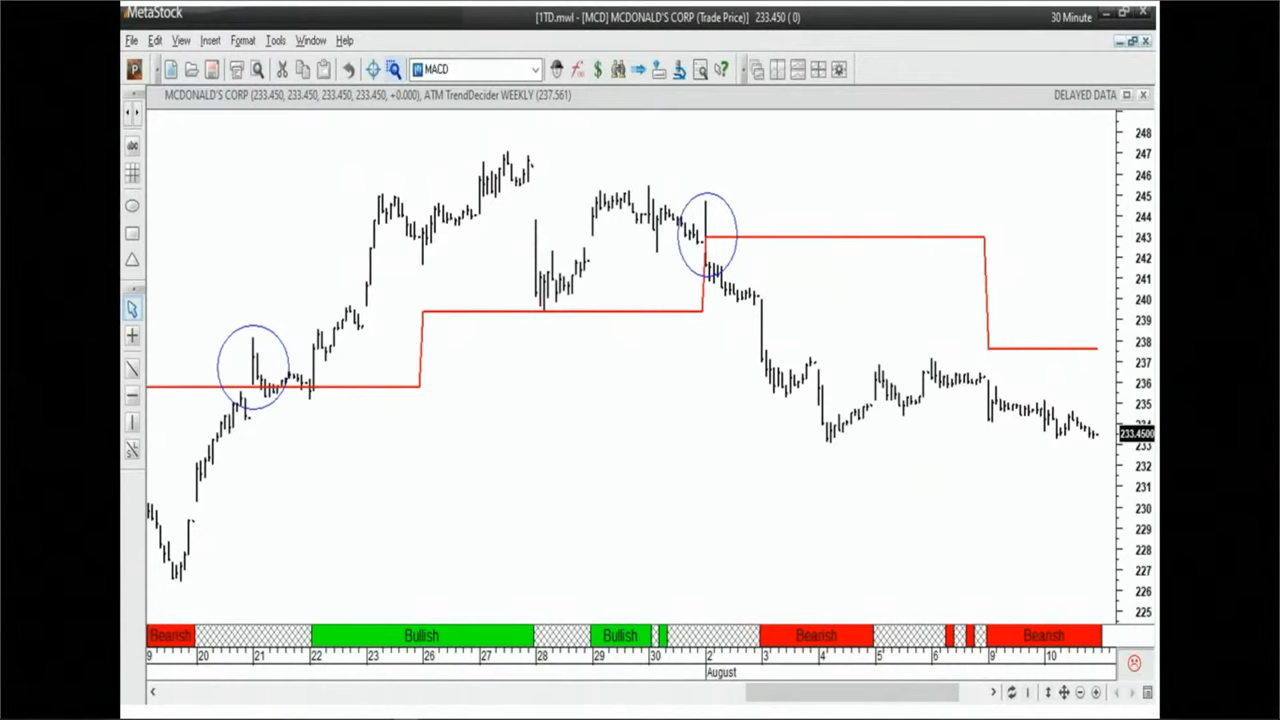 MetaStock
[1TD.mwl - [MCD] MCDONALD'S CORP (Trade Price)] 233.450 ( 0)
30 Minute
File Edit View Insert Format Tools Window Help
MACD
MCDONALD'S CORP (233.450, 233.450, 233.450, 233.450, +0.000), ATM TrendDecider WEEKLY (237.561)
DELAYED DATA
248
247
246
245
244
243
242
241
240
239
238
237
236
235
234
233.4500
233
232
231
230
229
228
227
226
225
Bearish Bullish Bullish Bearish Bearish
9 20 21 22 23 26 27 28 29 30 2 3 4 5 6 9 10
August